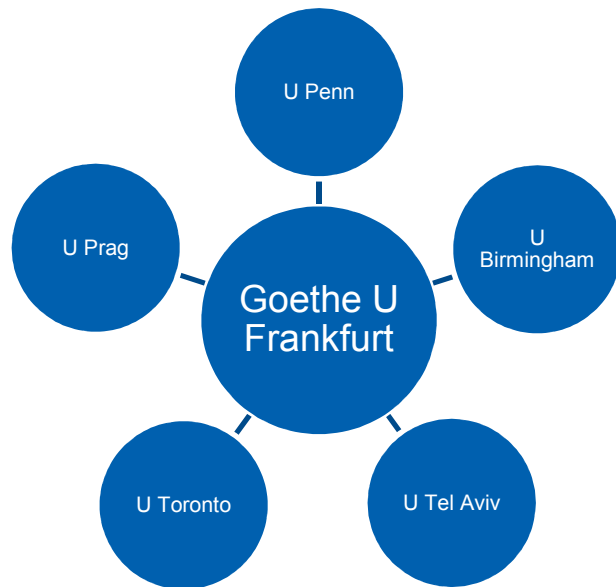 U Penn
U Prag
U
Birmingham
Goethe U
Frankfurt
U Toronto
U Tel Aviv